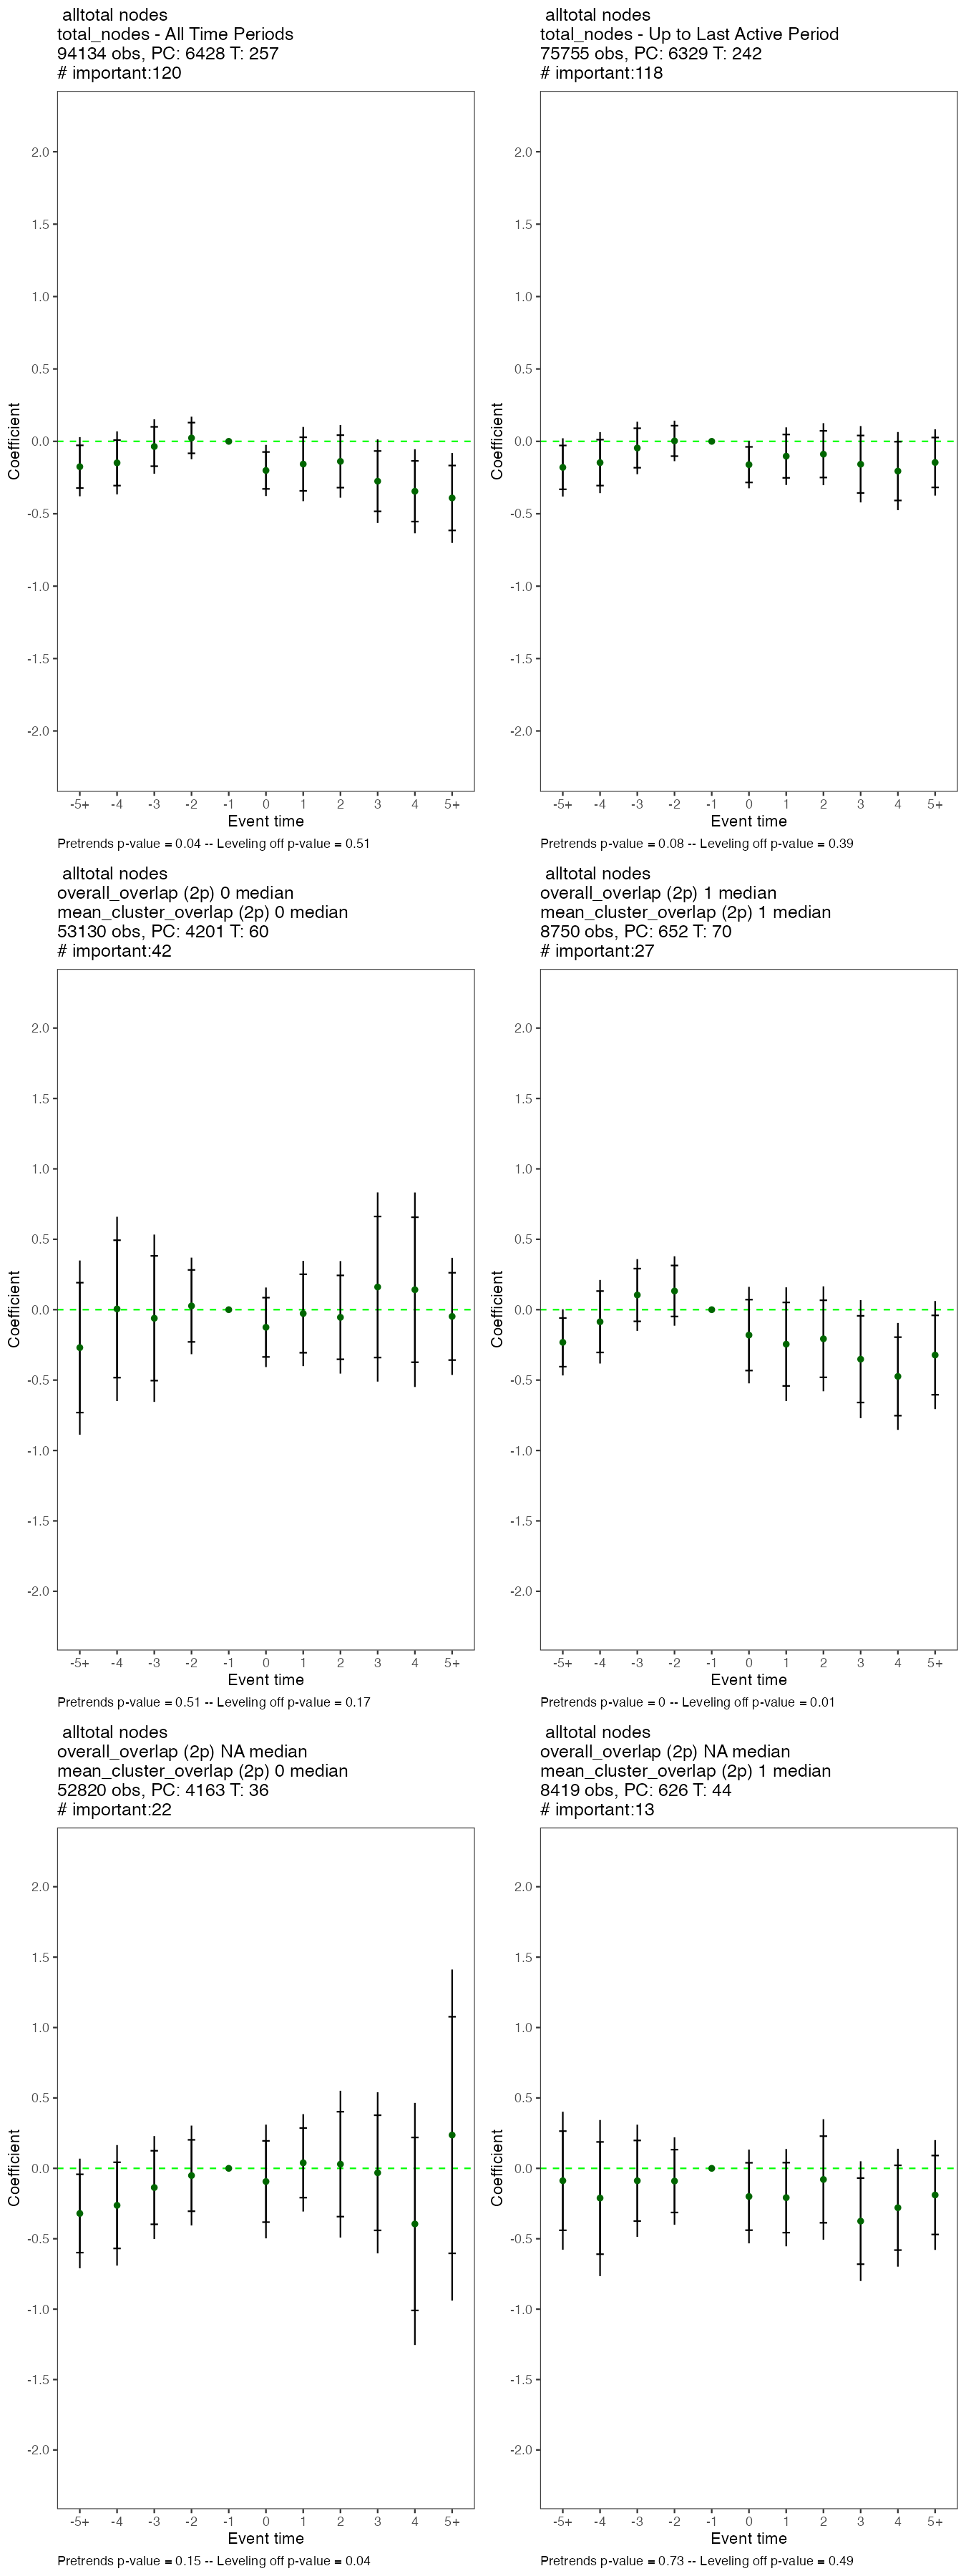 alltotal nodes
total_nodes - All Time Periods
94134 obs, PC: 6428 T: 257
# important:120
2.0
1.5
1.0
0.5
0.0
-0.5
-1.0
-1.5
-2.0
Coefficient
-5+ -4 -3 -2 -1 0 1 2 3 4 5+
Event time
Pretrends p-value = 0.04 -- Leveling off p-value = 0.51
alltotal nodes
total_nodes - Up to Last Active Period
75755 obs, PC: 6329 T: 242
# important:118
2.0
1.5
1.0
0.5
0.0
-0.5
-1.0
-1.5
-2.0
Coefficient
-5+ -4 -3 -2 -1 0 1 2 3 4 5+
Event time
Pretrends p-value = 0.08 -- Leveling off p-value = 0.39
alltotal nodes
overall_overlap (2p) 0 median
mean_cluster_overlap (2p) 0 median
53130 obs, PC: 4201 T: 60
# important:42
2.0
1.5
1.0
0.5
0.0
-0.5
-1.0
-1.5
-2.0
Coefficient
-5+ -4 -3 -2 -1 0 1 2 3 4 5+
Event time
Pretrends p-value = 0.51 -- Leveling off p-value = 0.17
alltotal nodes
overall_overlap (2p) 1 median
mean_cluster_overlap (2p) 1 median
8750 obs, PC: 652 T: 70
# important:27
2.0
1.5
1.0
0.5
0.0
-0.5
-1.0
-1.5
-2.0
Coefficient
-5+ -4 -3 -2 -1 0 1 2 3 4 5+
Event time
Pretrends p-value = 0 -- Leveling off p-value = 0.01
alltotal nodes
overall_overlap (2p) NA median
mean_cluster_overlap (2p) 0 median
52820 obs, PC: 4163 T: 36
# important:22
2.0
1.5
1.0
0.5
0.0
-0.5
-1.0
-1.5
-2.0
Coefficient
-5+ -4 -3 -2 -1 0 1 2 3 4 5+
Event time
Pretrends p-value = 0.15 -- Leveling off p-value = 0.04
alltotal nodes
overall_overlap (2p) NA median
mean_cluster_overlap (2p) 1 median
8419 obs, PC: 626 T: 44
# important:13
2.0
1.5
1.0
0.5
0.0
-0.5
-1.0
-1.5
-2.0
Coefficient
-5+ -4 -3 -2 -1 0 1 2 3 4 5+
Event time
Pretrends p-value = 0.73 -- Leveling off p-value = 0.49